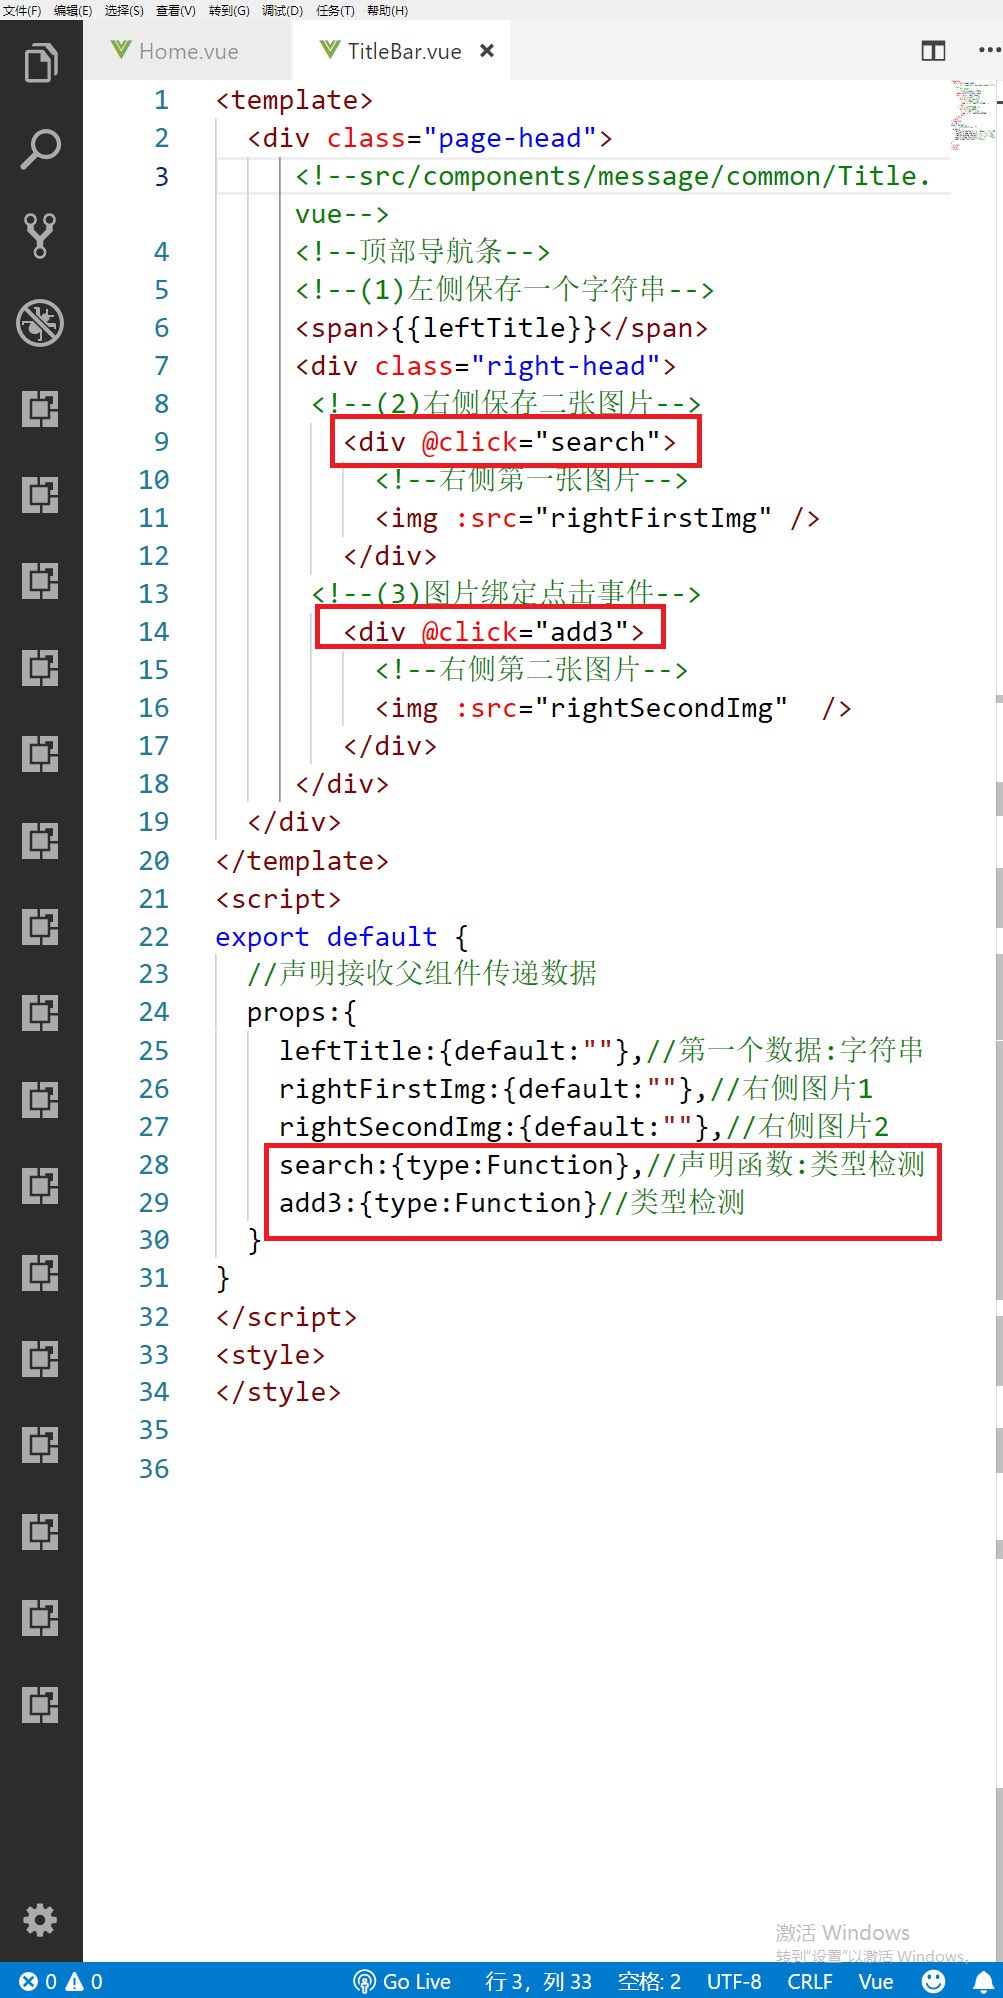 文件(F) 编辑(E) 选择(S) 查看(V) 转到(G) 调试(D) 任务(T) 帮助(H)
Home.vue TitleBar.vue
1 <template>
2 <div class="page-head">
3 <!--src/components/message/common/Title.
vue-->
4 <!--顶部导航条-->
5 <!--(1)左侧保存一个字符串-->
6 <span>{{leftTitle}}</span>
7 <div class="right-head">
8 <!--(2)右侧保存二张图片-->
9 <div @click="search">
10 <!--右侧第一张图片-->
11 <img :src="rightFirstImg" />
12 </div>
13 <!--(3)图片绑定点击事件-->
14 <div @click="add3">
15 <!--右侧第二张图片-->
16 <img :src="rightSecondImg"  />
17 </div>
18 </div>
19 </div>
20 </template>
21 <script>
22 export default {
23 //声明接收父组件传递数据
24 props:{
25 leftTitle:{default:""},//第一个数据:字符串
26 rightFirstImg:{default:""},//右侧图片1
27 rightSecondImg:{default:""},//右侧图片2
28 search:{type:Function},//声明函数:类型检测
29 add3:{type:Function}//类型检测
30 }
31 }
32 </script>
33 <style>
34 </style>
35
36
激活 Windows
转到"设置"以激活 Windows。
0 0 Go Live 行 3，列 33 空格: 2 UTF-8 CRLF Vue